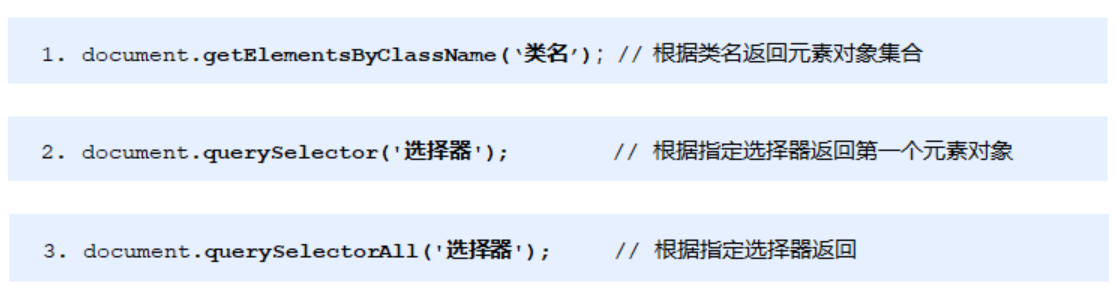 1. document.getElementsByClassName('类名'); // 根据类名返回元素对象集合
2. document.querySelector('选择器'); // 根据指定选择器返回第一个元素对象
3. document.querySelectorAll('选择器'); // 根据指定选择器返回